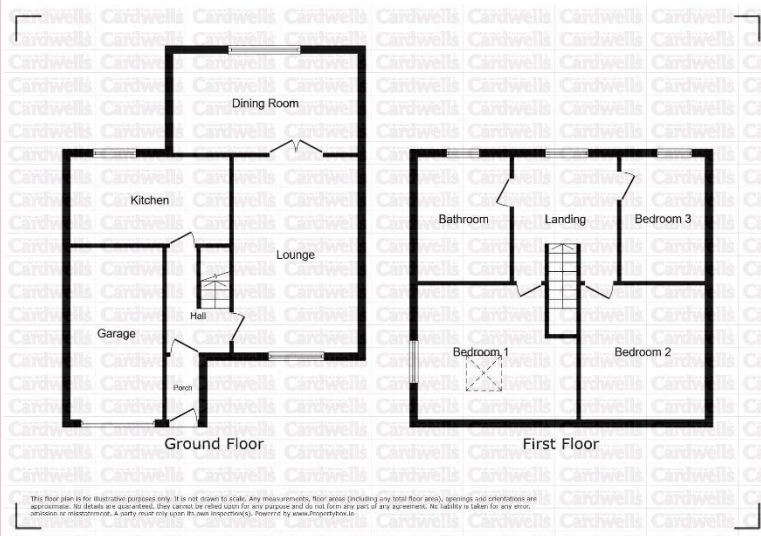 Dining Room
Kitchen
Lounge
Hall
Garage
Porch
Ground Floor
Bathroom
Landing
Bedroom 3
Bedroom 1
Bedroom 2
First Floor
This floor plan is for illustrative purposes only. It is not drawn to scale. Any measurements, floor areas (including any total floor area), openings and orientations are
approximate. No details are guaranteed, they cannot be relied upon for any purpose and do not form any part of any agreement. No liability is taken for any error,
omission or misstatement. A party must rely upon its own inspection(s). Powered by www.Propertybox.io
Cardwells